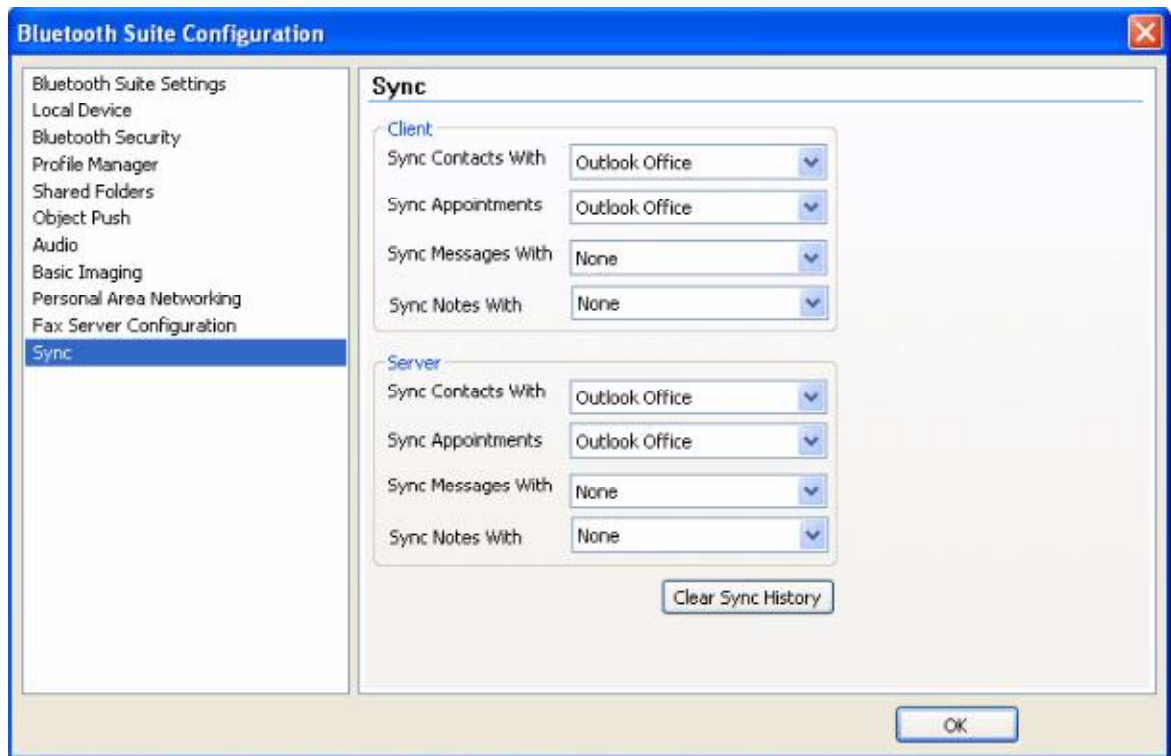 Bluetooth Suite Configuration
Bluetooth Suite Settings
Local Device
Bluetooth Security
Profile Manager
Shared Folders
Object Push
Audio
Basic Imaging
Personal Area Networking
Fax Server Configuration
Sync
Sync
Client
Sync Contacts With Outlook Office
Sync Appointments Outlook Office
Sync Messages With None
Sync Notes With None
Server
Sync Contacts With Outlook Office
Sync Appointments Outlook Office
Sync Messages With None
Sync Notes With None
Clear Sync History
OK